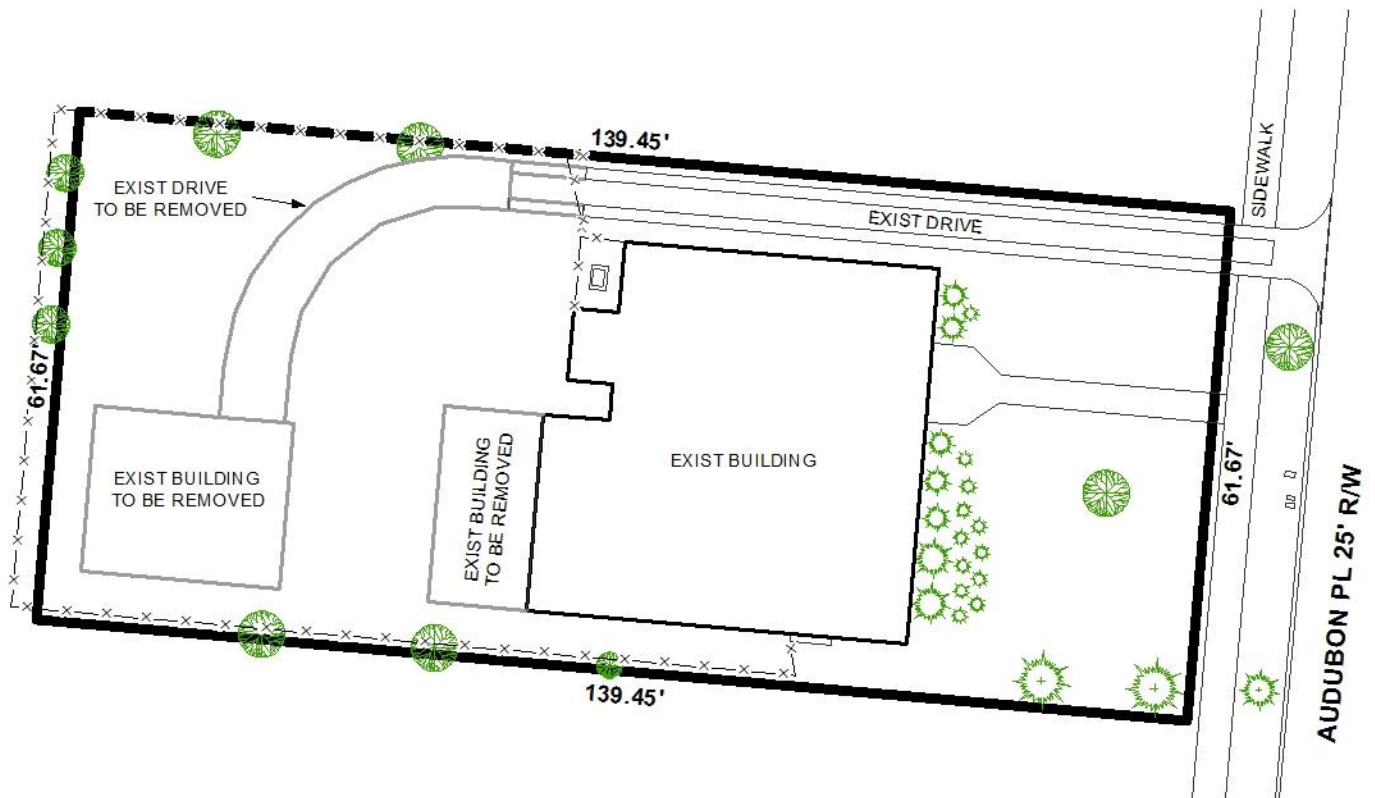 139.45'
SIDEWALK
EXIST DRIVE
TO BE REMOVED
EXIST DRIVE
61.67'
EXIST BUILDING
TO BE REMOVED
EXIST BUILDING
TO BE REMOVED
EXIST BUILDING
61.67'
AUDUBON PL 25' R/W
139.45'